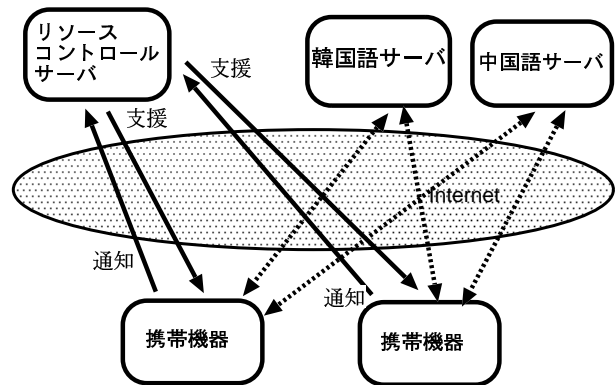 リソース
コントロール
サーバ
韓国語サーバ
中国語サーバ
支援
支援
Internet
通知
通知
携帯機器
携帯機器